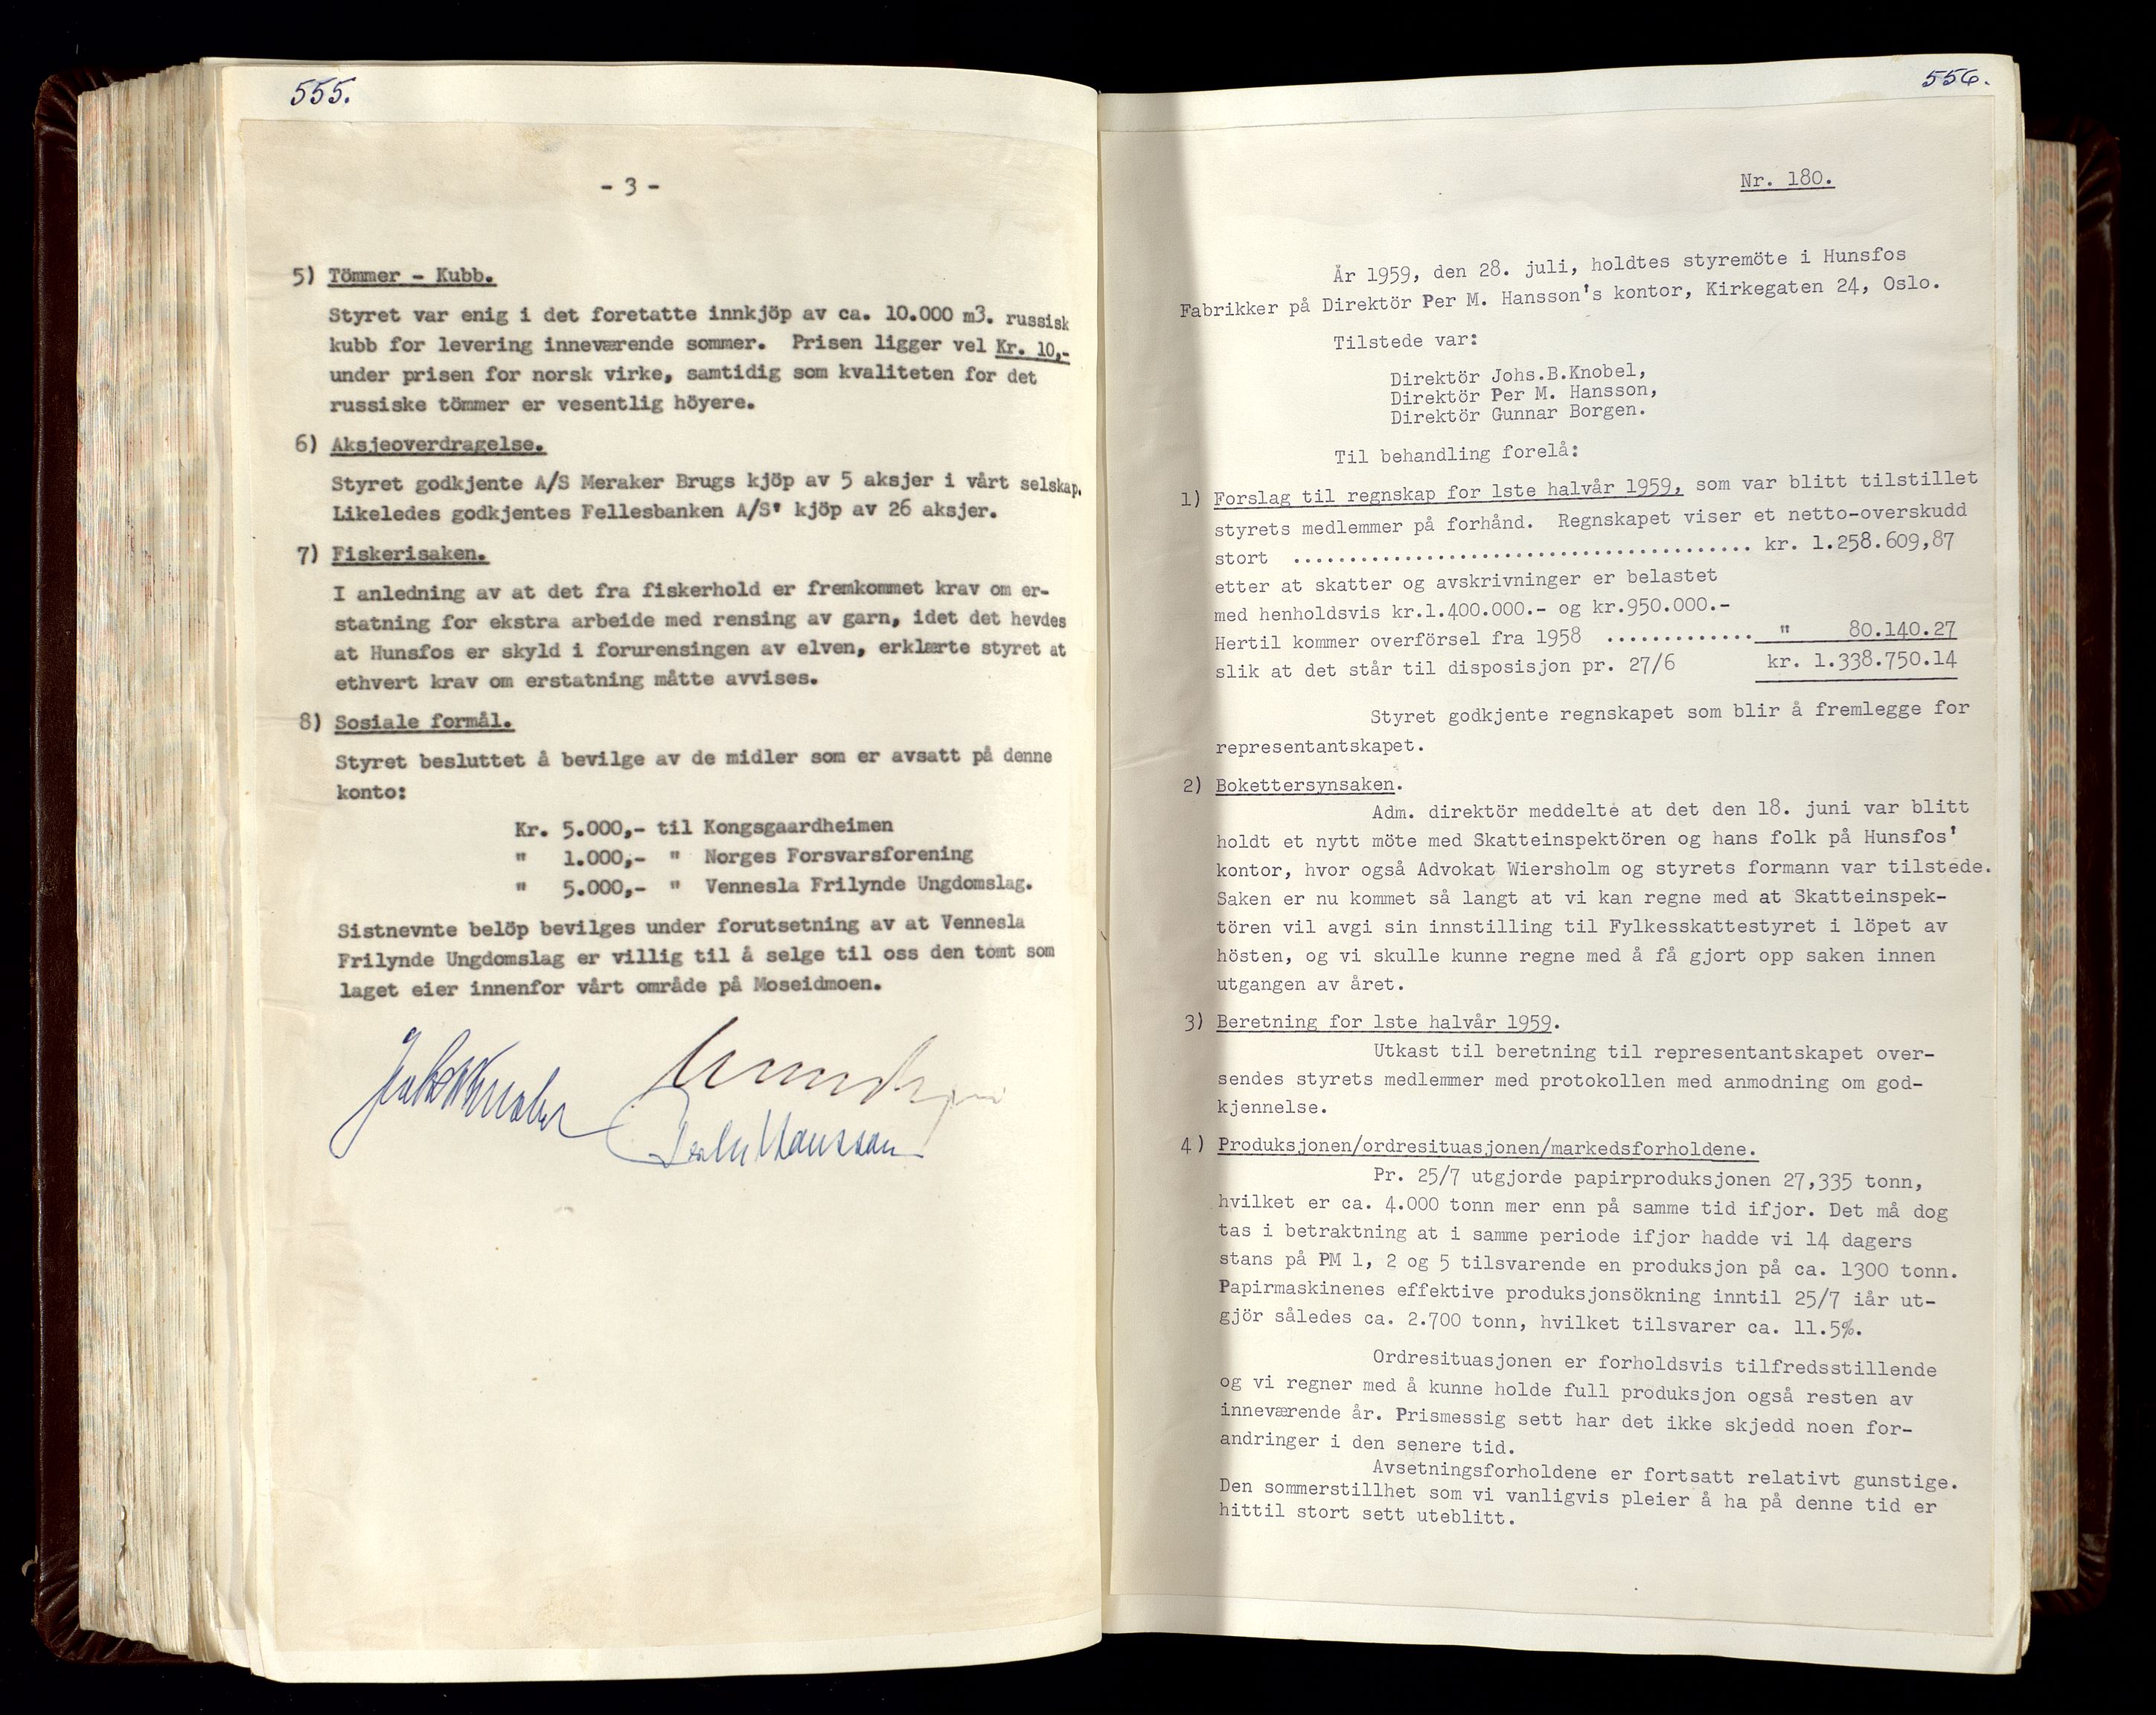 555.
- 3 -
5) Tömmer - Kubb.
Styret var enig i det foretatte innkjöp av ca. 10.000 m3. russisk
kubb for levering inneværende sommer. Prisen ligger vel Kr. 10,-
under prisen for norsk virke, samtidig som kvaliteten for det
russiske tömmer er vesentlig höyere.
6) Aksjeoverdragelse.
Styret godkjente A/S Meraker Brugs kjöp av 5 aksjer i vårt selskap.
Likeledes godkjentes Fellesbanken A/S' kjöp av 26 aksjer.
7) Fiskerisaken.
I anledning av at det fra fiskerhold er fremkommet krav om er-
statning for ekstra arbeide med rensing av garn, idet det hevdes
at Hunsfos er skyld i forurensingen av elven, erklærte styret at
ethvert krav om erstatning måtte avvises.
8) Sosiale formål.
Styret besluttet å bevilge av de midler som er avsatt på denne
konto:
Kr. 5.000,- til Kongsgaardheimen
" 1.000,- " Norges Forsvarsforening
" 5.000,- " Vennesla Frilynde Ungdomslag.
Sistnevnte belöp bevilges under forutsetning av at Vennesla
Frilynde Ungdomslag er villig til å selge til oss den tomt som
laget eier innenfor vårt område på Moseidmoen.
556.
Nr. 180.
År 1959, den 28. juli, holdtes styremöte i Hunsfos
Fabrikker på Direktör Per M. Hansson's kontor, Kirkegaten 24, Oslo.
Tilstede var:
Direktör Johs.B.Knobel,
Direktör Per M. Hansson,
Direktör Gunnar Borgen.
Til behandling forelå:
1) Forslag til regnskap for 1ste halvår 1959, som var blitt tilstillet
styrets medlemmer på forhånd. Regnskapet viser et netto-overskudd
stort ........................................ kr. 1.258.609,87
etter at skatter og avskrivninger er belastet
med henholdsvis kr.1.400.000.- og kr.950.000.-
Hertil kommer overförsel fra 1958 ............. " 80.140.27
slik at det står til disposisjon pr. 27/6 kr. 1.338.750.14
Styret godkjente regnskapet som blir å fremlegge for
representantskapet.
2) Bokettersynsaken.
Adm. direktör meddelte at det den 18. juni var blitt
holdt et nytt möte med Skatteinspektören og hans folk på Hunsfos'
kontor, hvor også Advokat Wiersholm og styrets formann var tilstede.
Saken er nu kommet så langt at vi kan regne med at Skatteinspek-
tören vil avgi sin innstilling til Fylkesskattestyret i löpet av
hösten, og vi skulle kunne regne med å få gjort opp saken innen
utgangen av året.
3) Beretning for 1ste halvår 1959.
Utkast til beretning til representantskapet over-
sendes styrets medlemmer med protokollen med anmodning om god-
kjennelse.
4) Produksjonen/ordresituasjonen/markedsforholdene.
Pr. 25/7 utgjorde papirproduksjonen 27,335 tonn,
hvilket er ca. 4.000 tonn mer enn på samme tid ifjor. Det må dog
tas i betraktning at i samme periode ifjor hadde vi 14 dagers
stans på PM 1, 2 og 5 tilsvarende en produksjon på ca. 1300 tonn.
Papirmaskinenes effektive produksjonsökning inntil 25/7 iår ut-
gjör således ca. 2.700 tonn, hvilket tilsvarer ca. 11.5%.
Ordresituasjonen er forholdsvis tilfredsstillende
og vi regner med å kunne holde full produksjon også resten av
inneværende år. Prismessig sett har det ikke skjedd noen for-
andringer i den senere tid.
Avsetningsforholdene er fortsatt relativt gunstige.
Den sommerstillhet som vi vanligvis pleier å ha på denne tid er
hittil stort sett uteblitt.